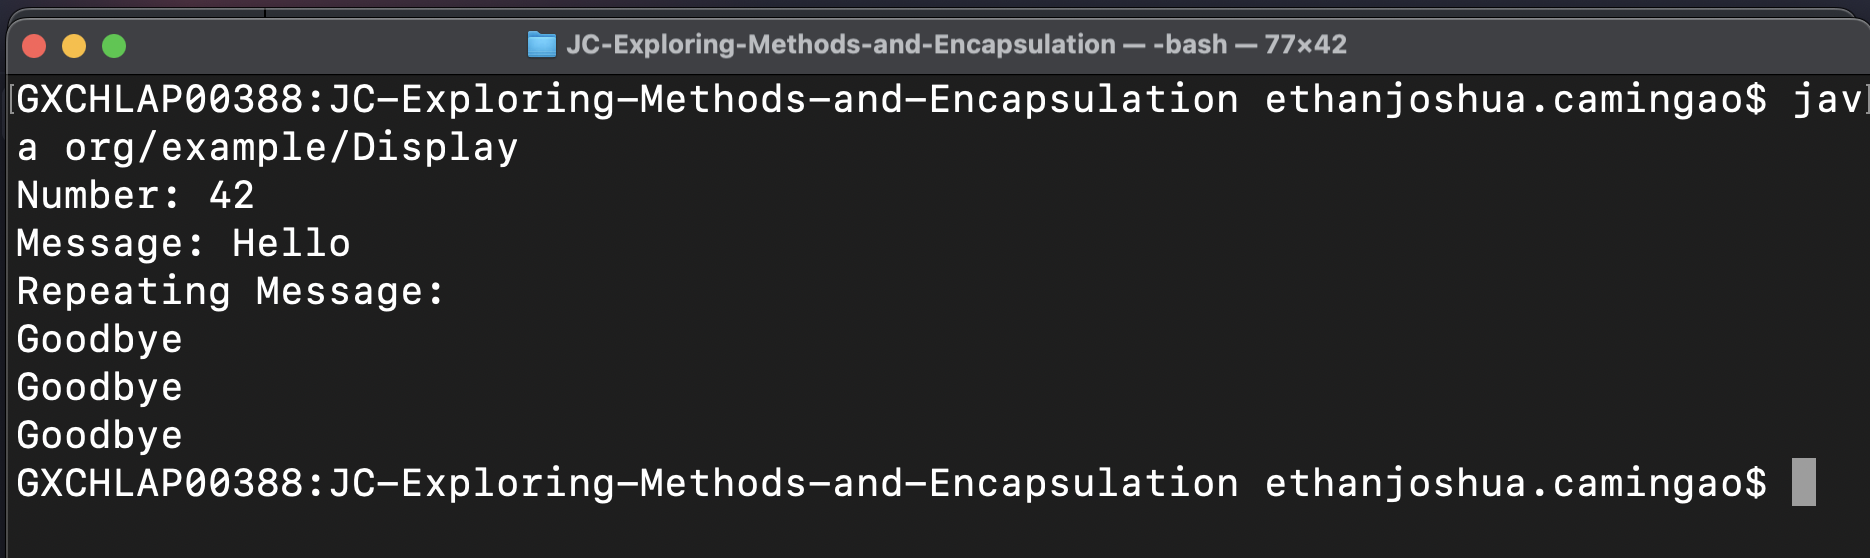 JC-Exploring-Methods-and-Encapsulation — -bash — 77×42
[GXCHLAP00388:JC-Exploring-Methods-and-Encapsulation ethanjoshua.camingao$ jav]
a org/example/Display
Number: 42
Message: Hello
Repeating Message:
Goodbye
Goodbye
Goodbye
GXCHLAP00388:JC-Exploring-Methods-and-Encapsulation ethanjoshua.camingao$